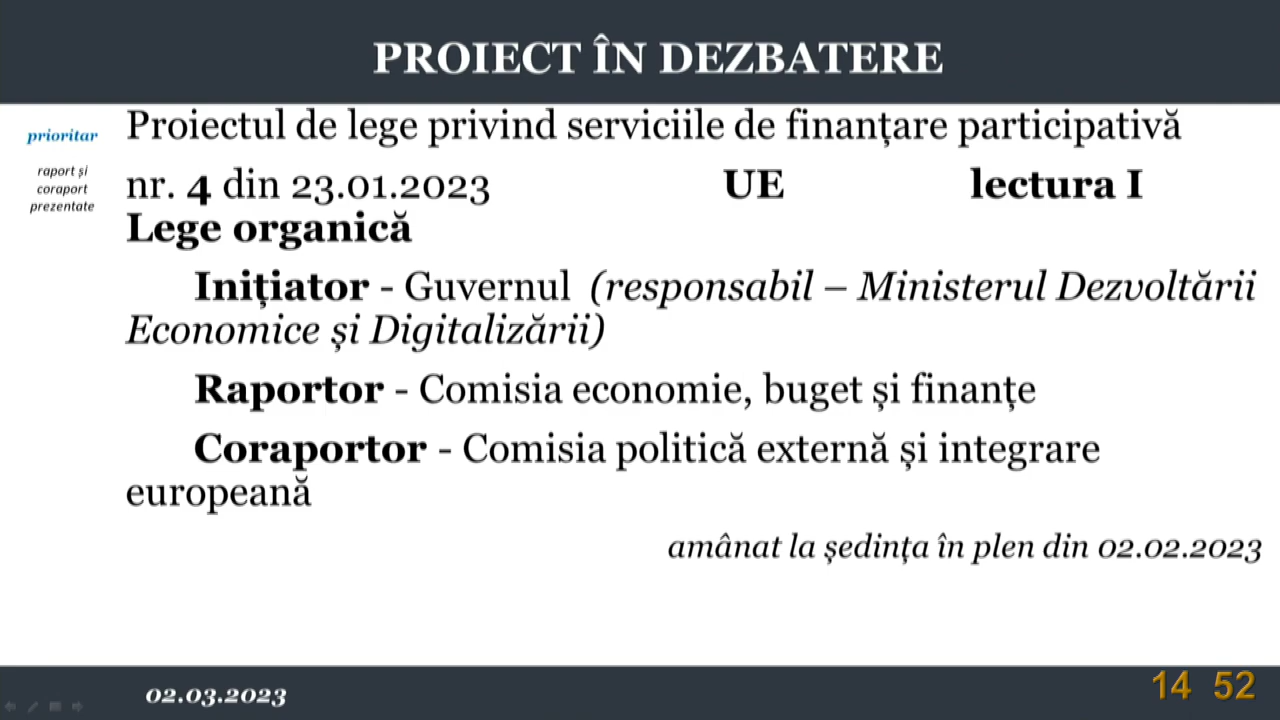 PROIECT ÎN DEZBATERE
prioritar
raport și
coraport
prezentate
Proiectul de lege privind serviciile de finanțare participativă
nr. 4 din 23.01.2023 UE lectura I
Lege organică
Inițiator - Guvernul (responsabil – Ministerul Dezvoltării
Economice și Digitalizării)
Raportor - Comisia economie, buget și finanțe
Coraportor - Comisia politică externă și integrare
europeană
amânat la ședința în plen din 02.02.2023
02.03.2023
14 52